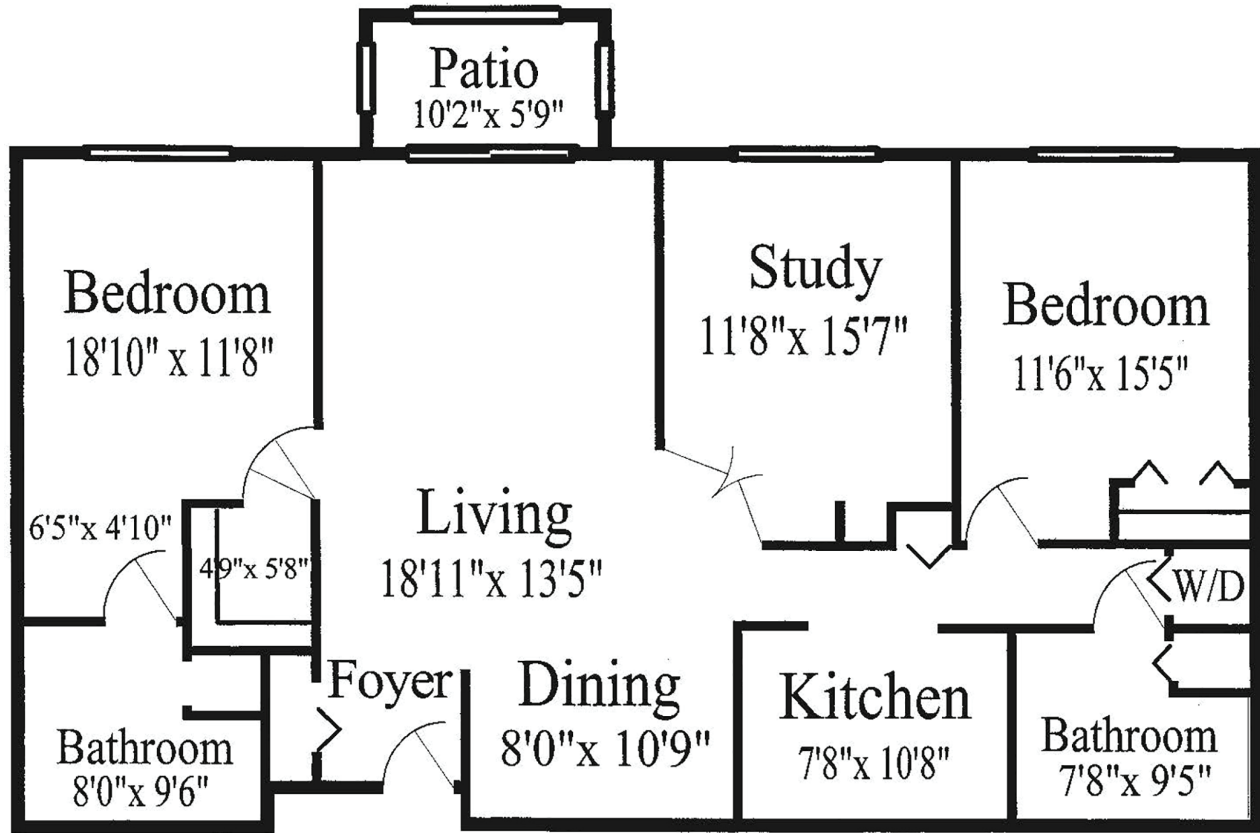 Patio
10'2"x 5'9"
Bedroom
18'10" x 11'8"
Study
11'8"x 15'7"
Bedroom
11'6"x 15'5"
Living
18'11"x 13'5"
6'5"x 4'10"
4'9"x 5'8"
W/D
Foyer
Dining
8'0"x 10'9"
Kitchen
7'8"x 10'8"
Bathroom
8'0"x 9'6"
Bathroom
7'8"x 9'5"